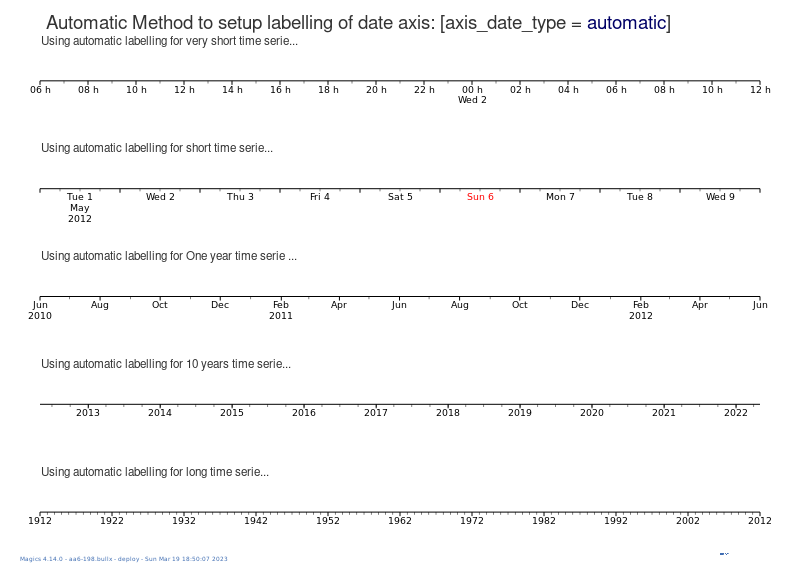 Automatic Method to setup labelling of date axis: [axis_date_type = automatic]
Using automatic labelling for very short time serie...
06 h 08 h 10 h 12 h 14 h 16 h 18 h 20 h 22 h 00 h 02 h 04 h 06 h 08 h 10 h 12 h
Wed 2
Using automatic labelling for short time serie...
Tue 1 Wed 2 Thu 3 Fri 4 Sat 5 Sun 6 Mon 7 Tue 8 Wed 9
May
2012
Using automatic labelling for One year time serie ...
Jun Aug Oct Dec Feb Apr Jun Aug Oct Dec Feb Apr Jun
2010 2011 2012
Using automatic labelling for 10 years time serie...
2013 2014 2015 2016 2017 2018 2019 2020 2021 2022
Using automatic labelling for long time serie...
1912 1922 1932 1942 1952 1962 1972 1982 1992 2002 2012
Magics 4.14.0 - aa6-198.bullx - deploy - Sun Mar 19 18:50:07 2023